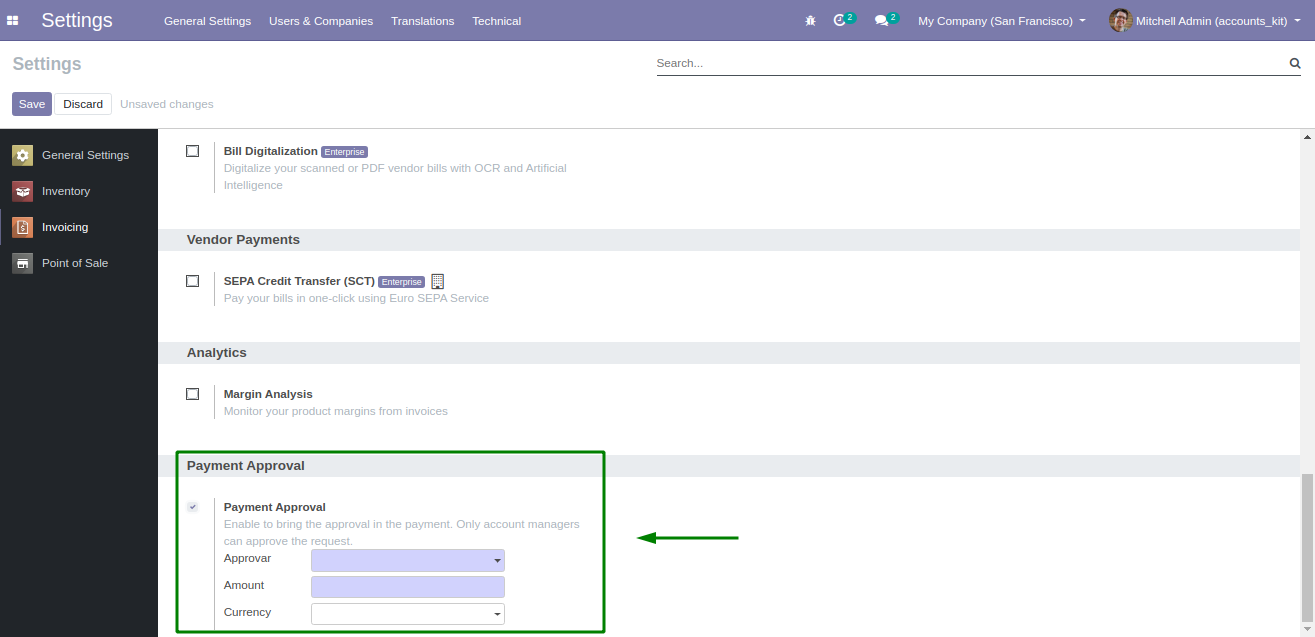 Settings
General Settings
Users & Companies
Translations
Technical
2
2
My Company (San Francisco)
Mitchell Admin (accounts_kit)
Settings
Search...
Save
Discard
Unsaved changes
General Settings
Inventory
Invoicing
Point of Sale
Bill Digitalization Enterprise
Digitalize your scanned or PDF vendor bills with OCR and Artificial
Intelligence
Vendor Payments
SEPA Credit Transfer (SCT) Enterprise
Pay your bills in one-click using Euro SEPA Service
Analytics
Margin Analysis
Monitor your product margins from invoices
Payment Approval
Payment Approval
Enable to bring the approval in the payment. Only account managers
can approve the request.
Approvar
Amount
Currency